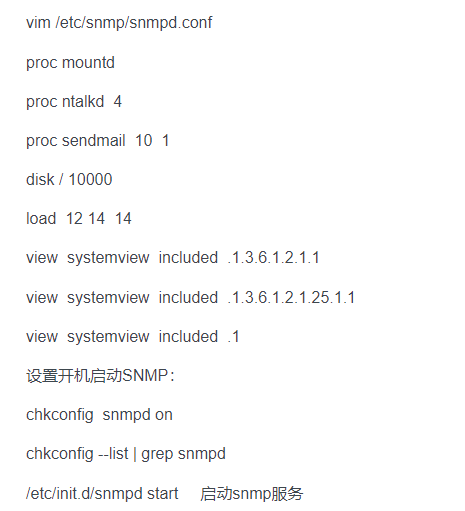 vim /etc/snmp/snmpd.conf
proc mountd
proc ntalkd  4
proc sendmail  10  1
disk / 10000
load  12 14  14
view  systemview  included  .1.3.6.1.2.1.1
view  systemview  included  .1.3.6.1.2.1.25.1.1
view  systemview  included  .1
设置开机启动SNMP：
chkconfig  snmpd on
chkconfig --list | grep snmpd
/etc/init.d/snmpd start     启动snmp服务